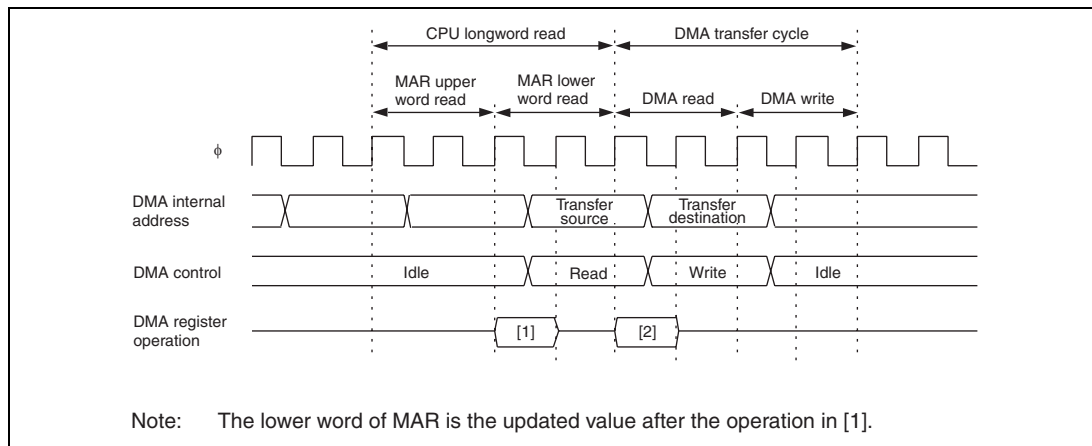 CPU longword read DMA transfer cycle
MAR upper MAR lower
word read word read DMA read DMA write
ϕ
DMA internal
address
Transfer
source
Transfer
destination
DMA control Idle Read Write Idle
DMA register
operation
[1] [2]
Note: The lower word of MAR is the updated value after the operation in [1].